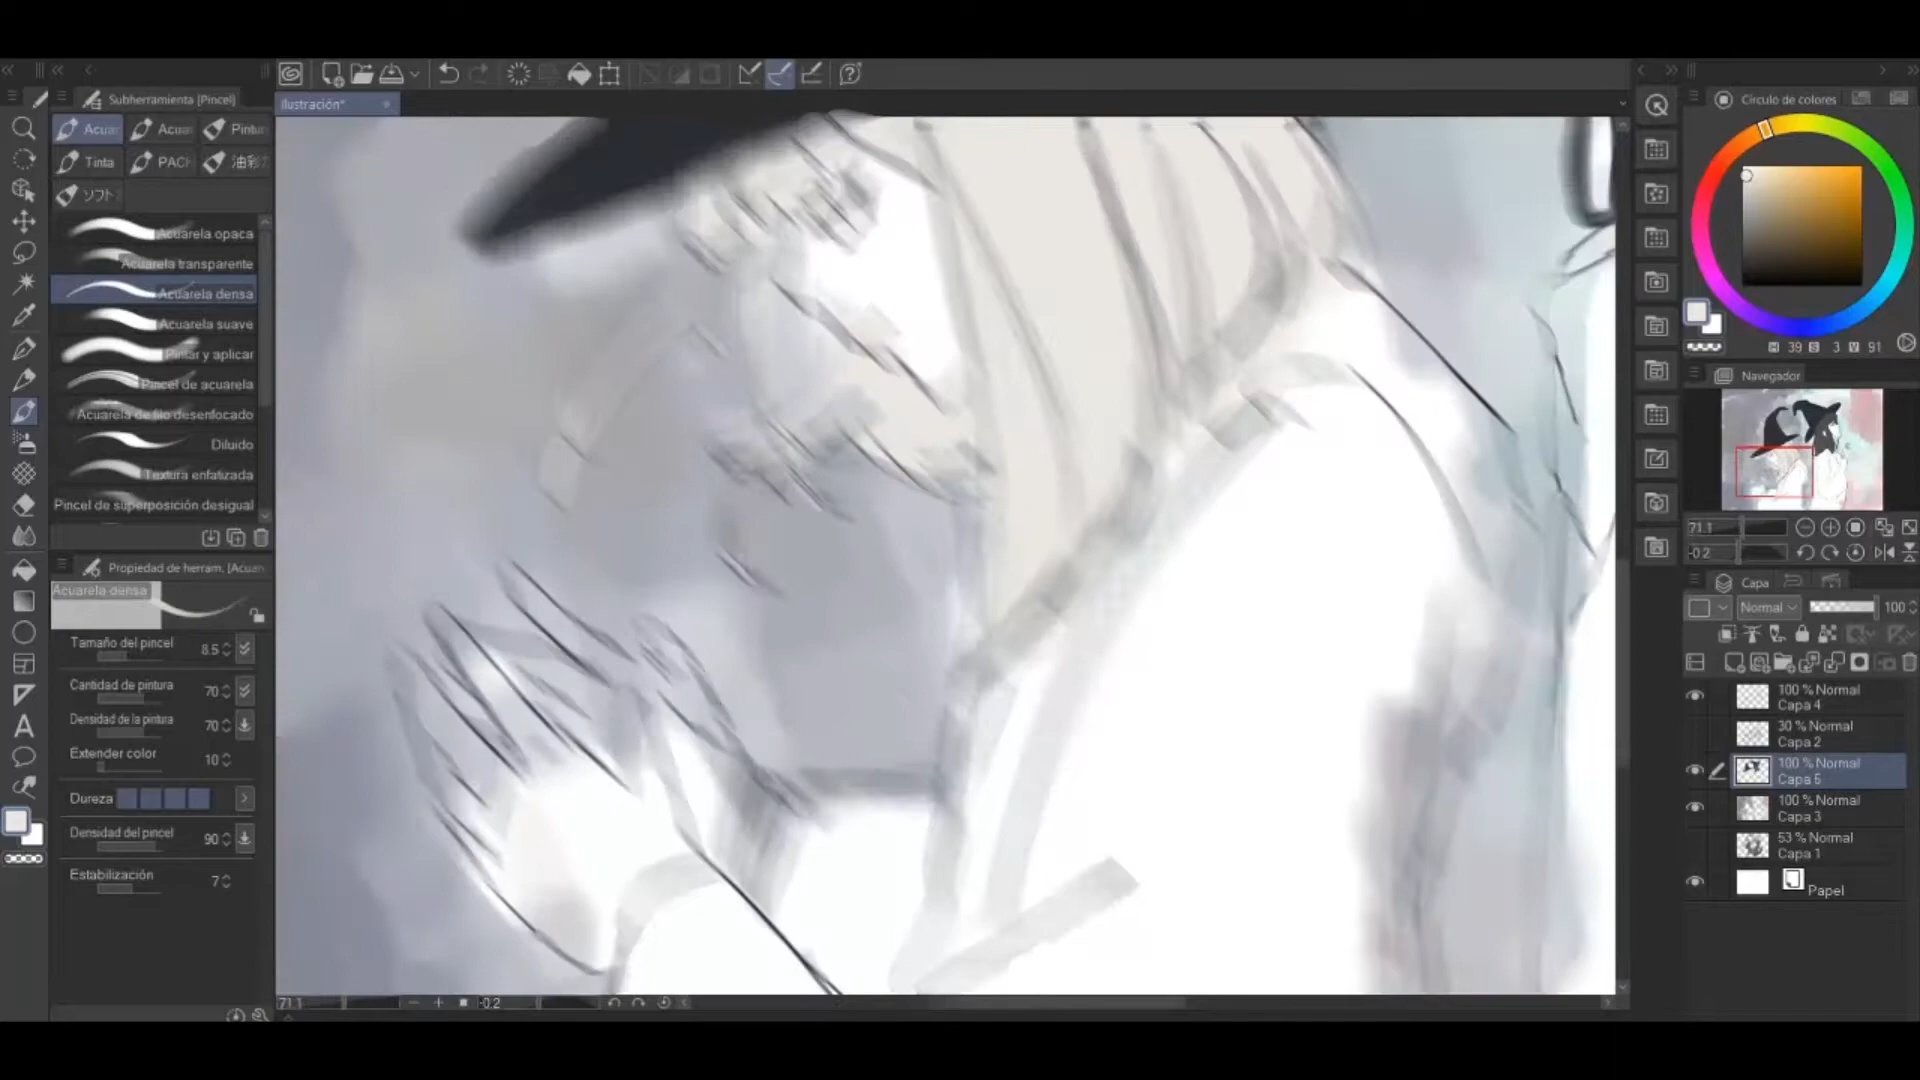 Subherramienta [Pincel]
Ilustración*
Círculo de colores
Acuar
Acuar
Pintur
Tinta
PACK
油彩
ソフト
Acuarela opaca
Acuarela transparente
Acuarela densa
Acuarela suave
Pintar y aplicar
Pincel de acuarela
Acuarela de filo desenfocado
Diluido
Textura enfatizada
Pincel de superposición desigual
Propiedad de herram. [Acuar
Acuarela densa
Tamaño del pincel 8.5
Cantidad de pintura 70
Densidad de la pintura 70
Extender color 10
Dureza
Densidad del pincel 90
Estabilización 7
71.1 -0.2
H 39 S 3 V 91
Navegador
71.1
-0.2
Capa
Normal 100
100 % Normal
Capa 4
30 % Normal
Capa 2
100 % Normal
Capa 5
100 % Normal
Capa 3
53 % Normal
Capa 1
Papel